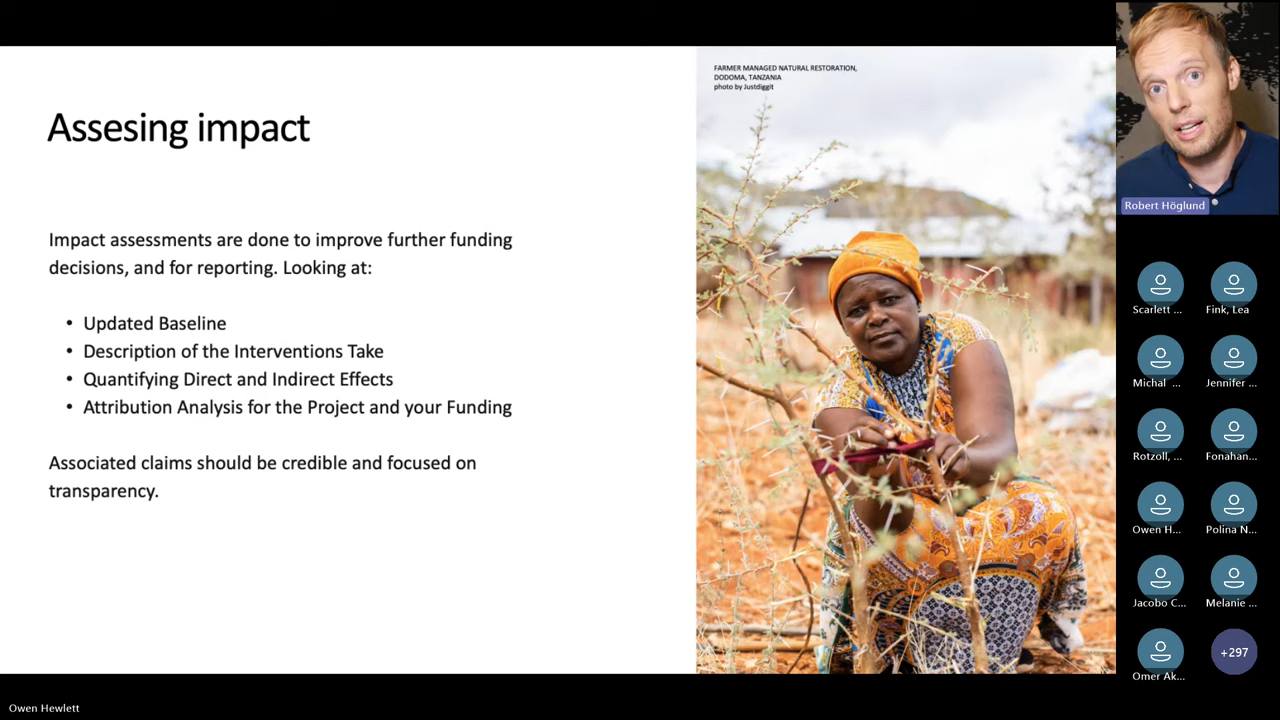 FARMER MANAGED NATURAL RESTORATION,
DODOMA, TANZANIA
photo by Justdiggit
Assesing impact
Impact assessments are done to improve further funding
decisions, and for reporting. Looking at:
• Updated Baseline
• Description of the Interventions Take
• Quantifying Direct and Indirect Effects
• Attribution Analysis for the Project and your Funding
Associated claims should be credible and focused on
transparency.
Robert Höglund
Scarlett ...
Fink, Lea
Michal ...
Jennifer ...
Rotzoll, ...
Fonahan...
Owen H...
Polina N...
Jacobo C...
Melanie ...
Omer Ak...
+297
Owen Hewlett